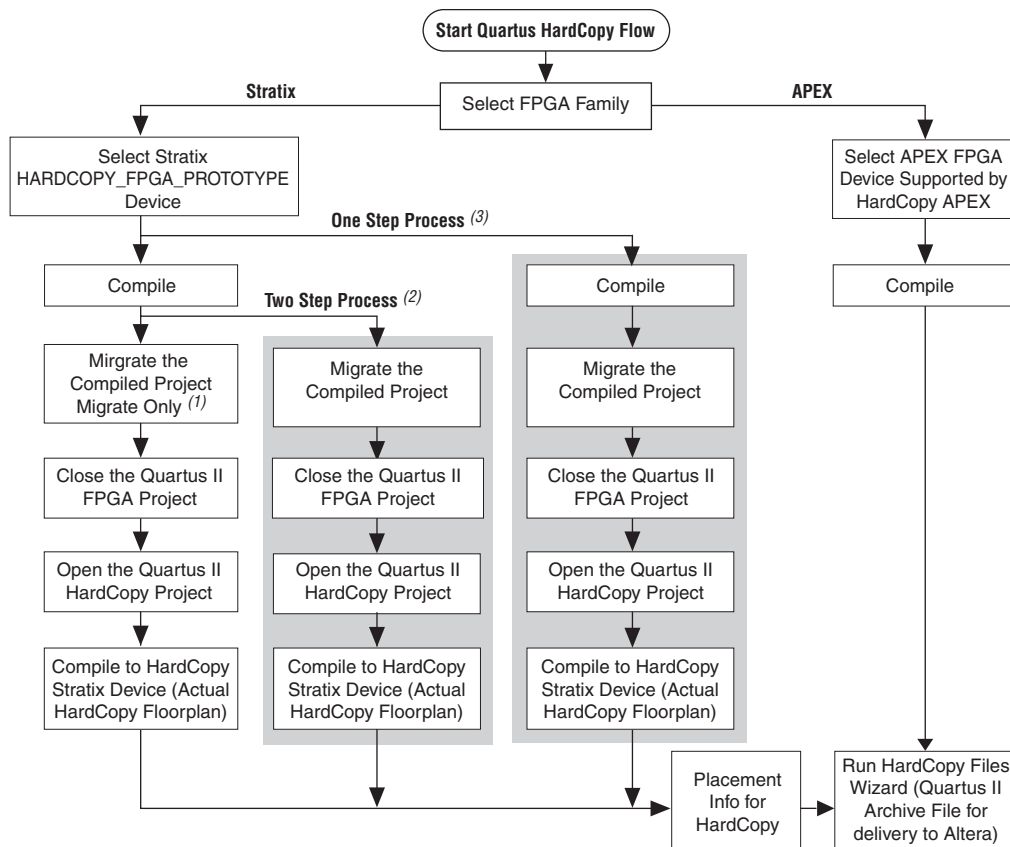 Start Quartus HardCopy Flow
Stratix
Select FPGA Family
APEX
Select Stratix
HARDCOPY_FPGA_PROTOTYPE
Device
Select APEX FPGA
Device Supported by
HardCopy APEX
One Step Process (3)
Compile
Compile
Compile
Two Step Process (2)
Mirgrate the
Compiled Project
Migrate Only (1)
Migrate the
Compiled Project
Migrate the
Compiled Project
Close the Quartus II
FPGA Project
Close the Quartus II
FPGA Project
Close the Quartus II
FPGA Project
Open the Quartus II
HardCopy Project
Open the Quartus II
HardCopy Project
Open the Quartus II
HardCopy Project
Compile to HardCopy
Stratix Device (Actual
HardCopy Floorplan)
Compile to HardCopy
Stratix Device (Actual
HardCopy Floorplan)
Compile to HardCopy
Stratix Device (Actual
HardCopy Floorplan)
Placement
Info for
HardCopy
Run HardCopy Files
Wizard (Quartus II
Archive File for
delivery to Altera)